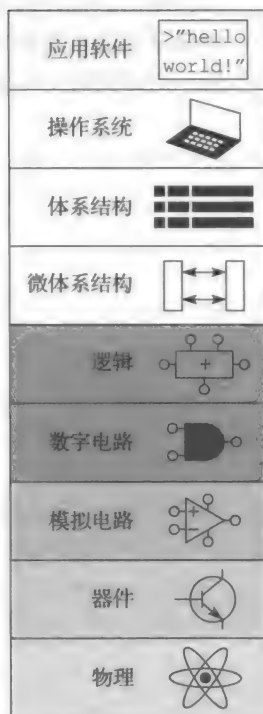 应用软件
>"hello
world!"
操作系统
体系结构
微体系结构
逻辑
+
数字电路
模拟电路
+
−
器件
物理